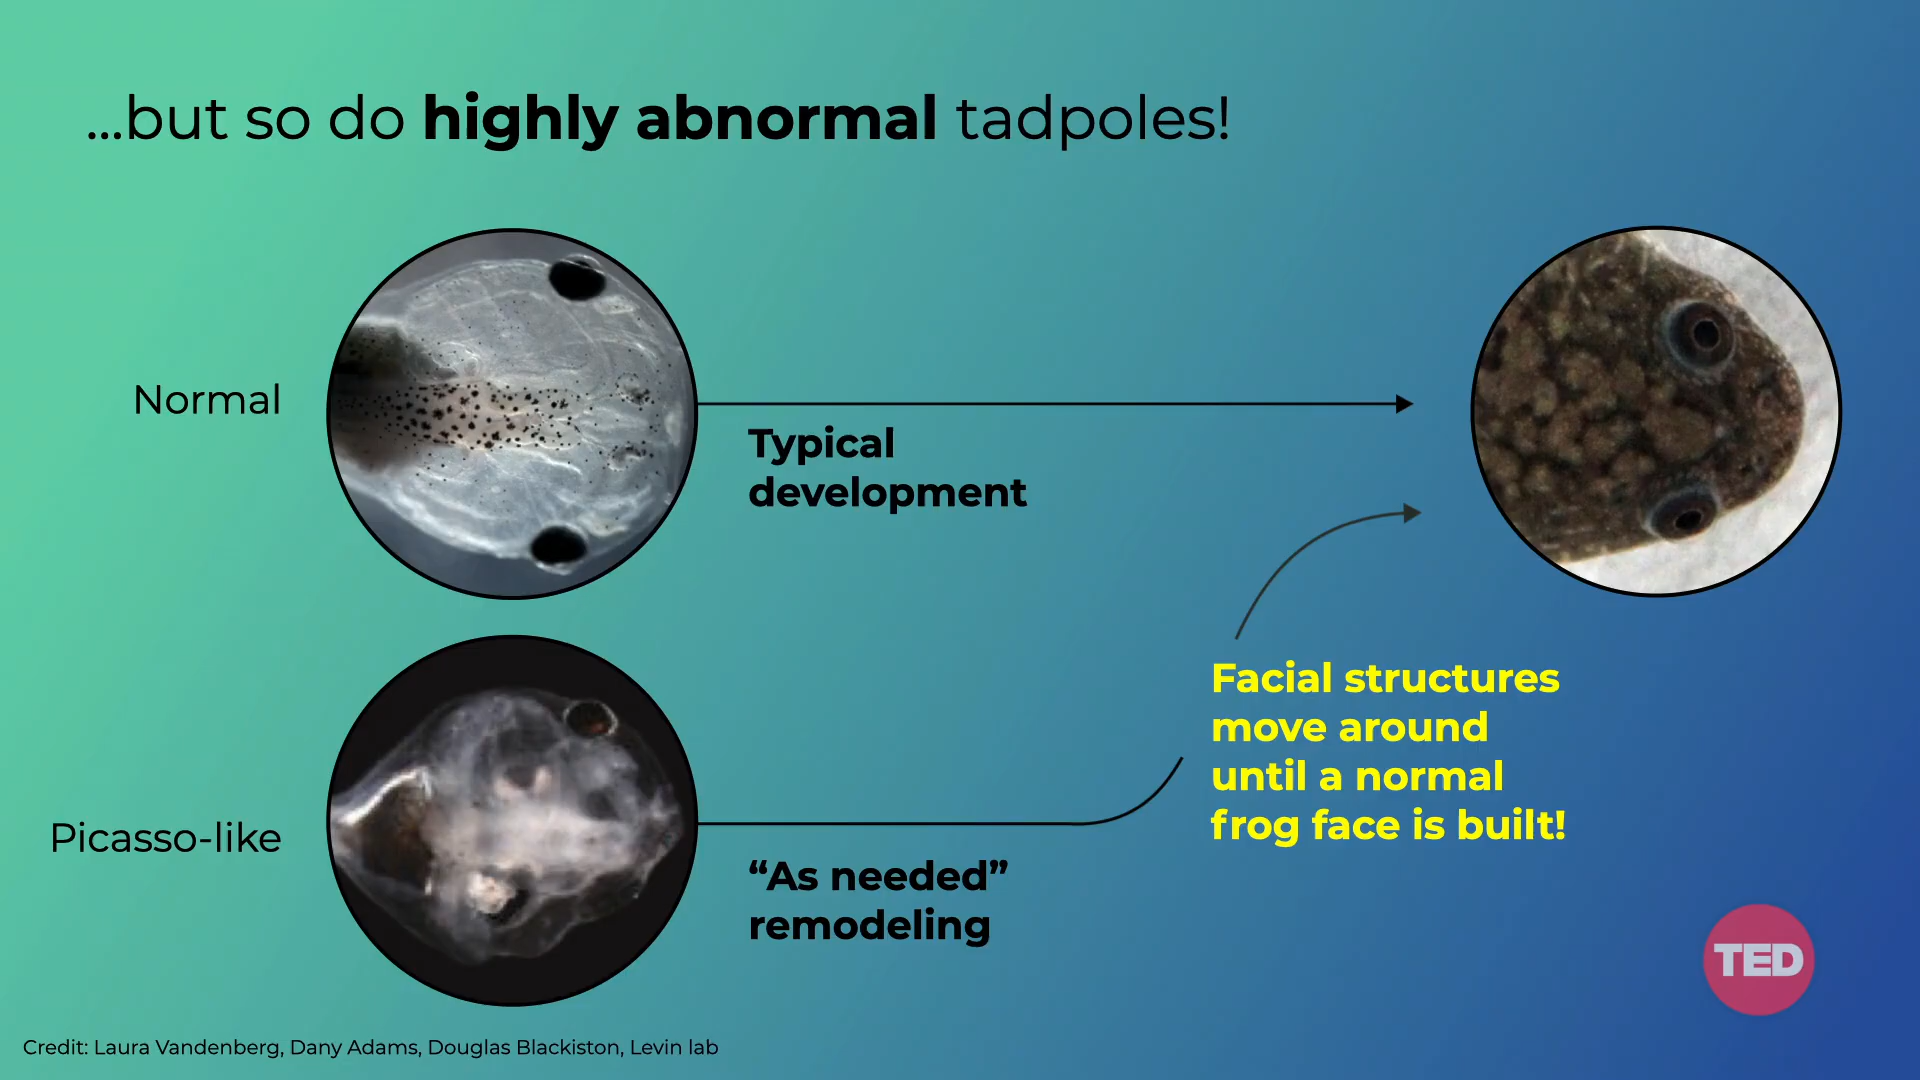 ...but so do highly abnormal tadpoles!
Normal
Typical
development
Facial structures
move around
until a normal
frog face is built!
Picasso-like
“As needed”
remodeling
TED
Credit: Laura Vandenberg, Dany Adams, Douglas Blackiston, Levin lab